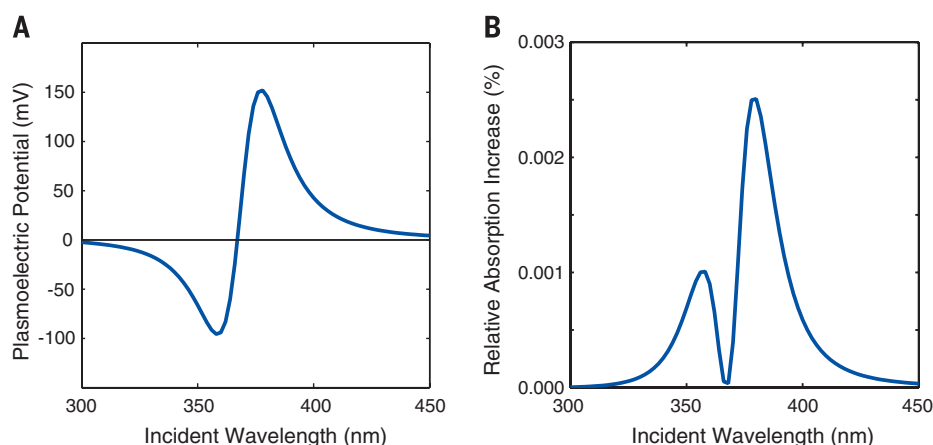 A
Plasmoelectric Potential (mV)
150
100
50
0
-50
-100
300 350 400 450
Incident Wavelength (nm)
B
Relative Absorption Increase (%)
0.003
0.002
0.001
0.000
300 350 400 450
Incident Wavelength (nm)